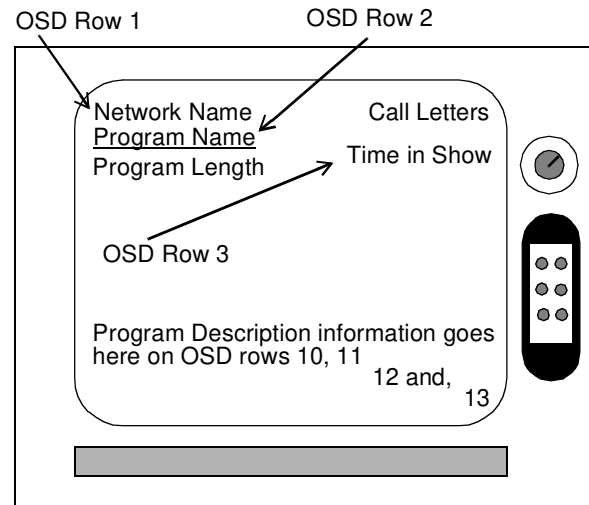 OSD Row 1
OSD Row 2
Network Name
Call Letters
Program Name
Program Length
Time in Show
OSD Row 3
Program Description information goes
here on OSD rows 10, 11
12 and,
13